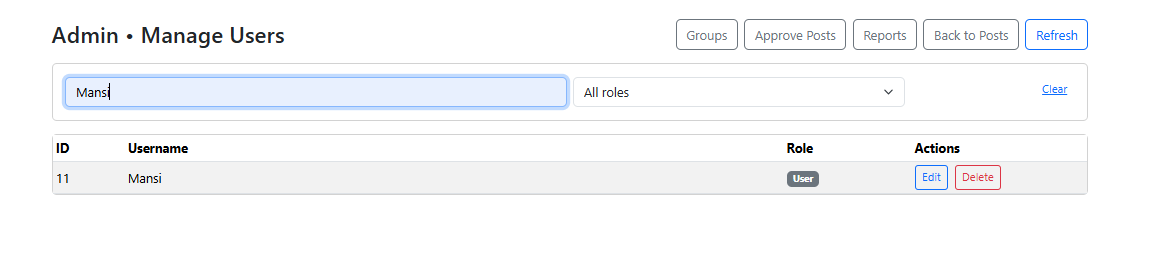 Admin • Manage Users
Groups Approve Posts Reports Back to Posts Refresh
Mansi All roles Clear
ID Username Role Actions
11 Mansi User Edit Delete